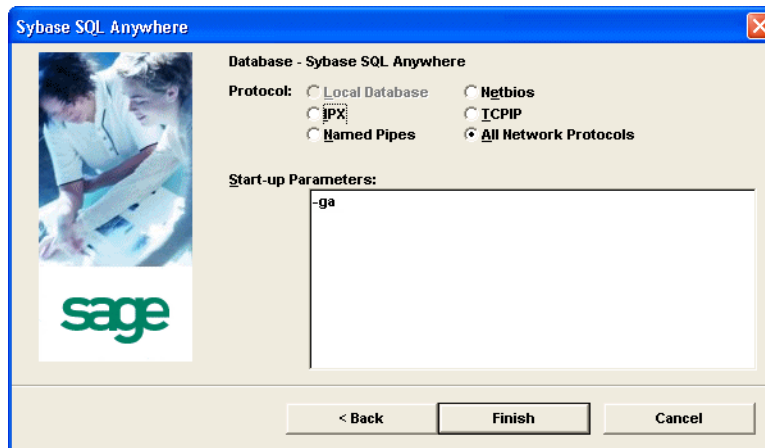 Sybase SQL Anywhere
Database - Sybase SQL Anywhere
Protocol: Local Database Netbios
IPX TCPIP
Named Pipes All Network Protocols
Start-up Parameters:
-ga
sage
< Back Finish Cancel